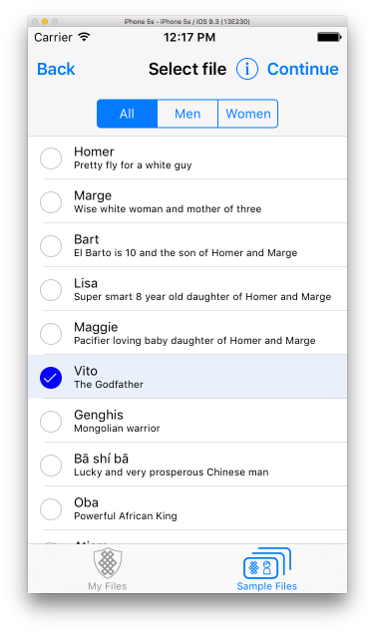 iPhone 5s - iPhone 5s / iOS 9.3 (13E230)
Carrier 12:17 PM
Back Select file i Continue
All Men Women
Homer
Pretty fly for a white guy
Marge
Wise white woman and mother of three
Bart
El Barto is 10 and the son of Homer and Marge
Lisa
Super smart 8 year old daughter of Homer and Marge
Maggie
Pacifier loving baby daughter of Homer and Marge
Vito
The Godfather
Genghis
Mongolian warrior
Bā shí bā
Lucky and very prosperous Chinese man
Oba
Powerful African King
My Files Sample Files